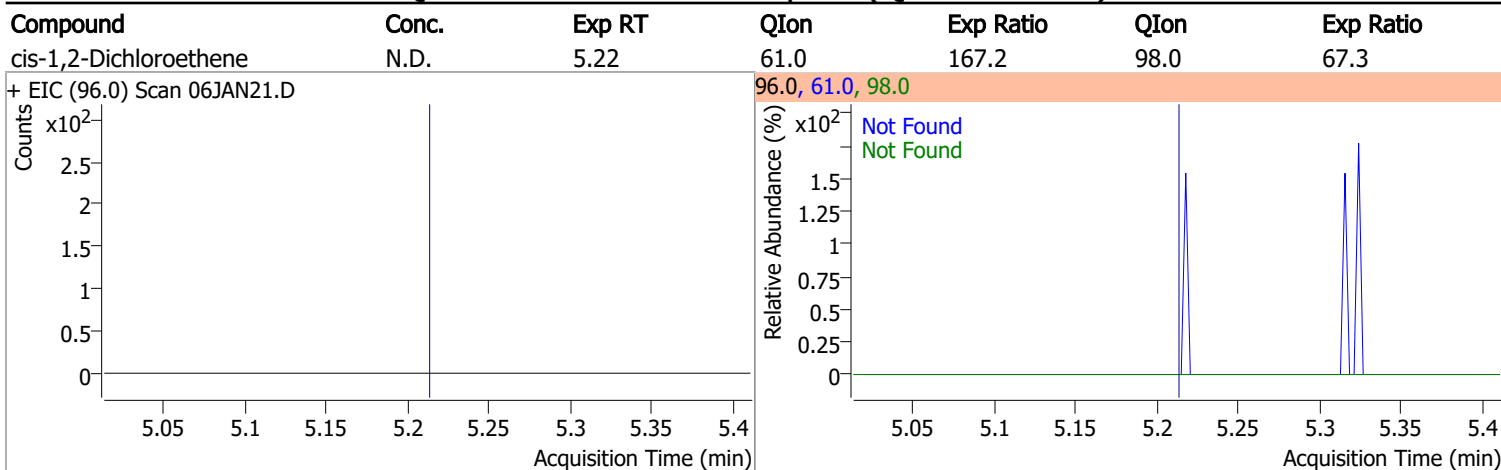 Compound Conc. Exp RT QIon Exp Ratio QIon Exp Ratio
cis-1,2-Dichloroethene N.D. 5.22 61.0 167.2 98.0 67.3
+ EIC (96.0) Scan 06JAN21.D
Counts
x10²
2.5
2
1.5
1
0.5
0
5.05 5.1 5.15 5.2 5.25 5.3 5.35 5.4
Acquisition Time (min)
96.0, 61.0, 98.0
Relative Abundance (%)
x10²
Not Found
Not Found
1.5
1.25
1
0.75
0.5
0.25
0
5.05 5.1 5.15 5.2 5.25 5.3 5.35 5.4
Acquisition Time (min)